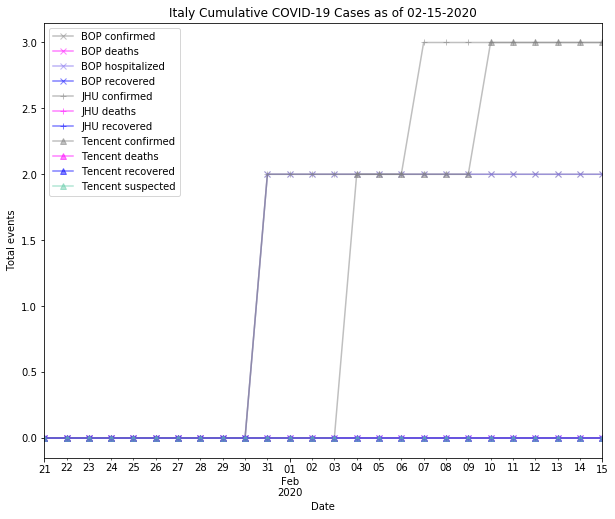 Italy Cumulative COVID-19 Cases as of 02-15-2020
BOP confirmed
BOP deaths
BOP hospitalized
BOP recovered
JHU confirmed
JHU deaths
JHU recovered
Tencent confirmed
Tencent deaths
Tencent recovered
Tencent suspected
Total events
3.0
2.5
2.0
1.5
1.0
0.5
0.0
21 22 23 24 25 26 27 28 29 30 31 01 02 03 04 05 06 07 08 09 10 11 12 13 14 15
Feb
2020
Date